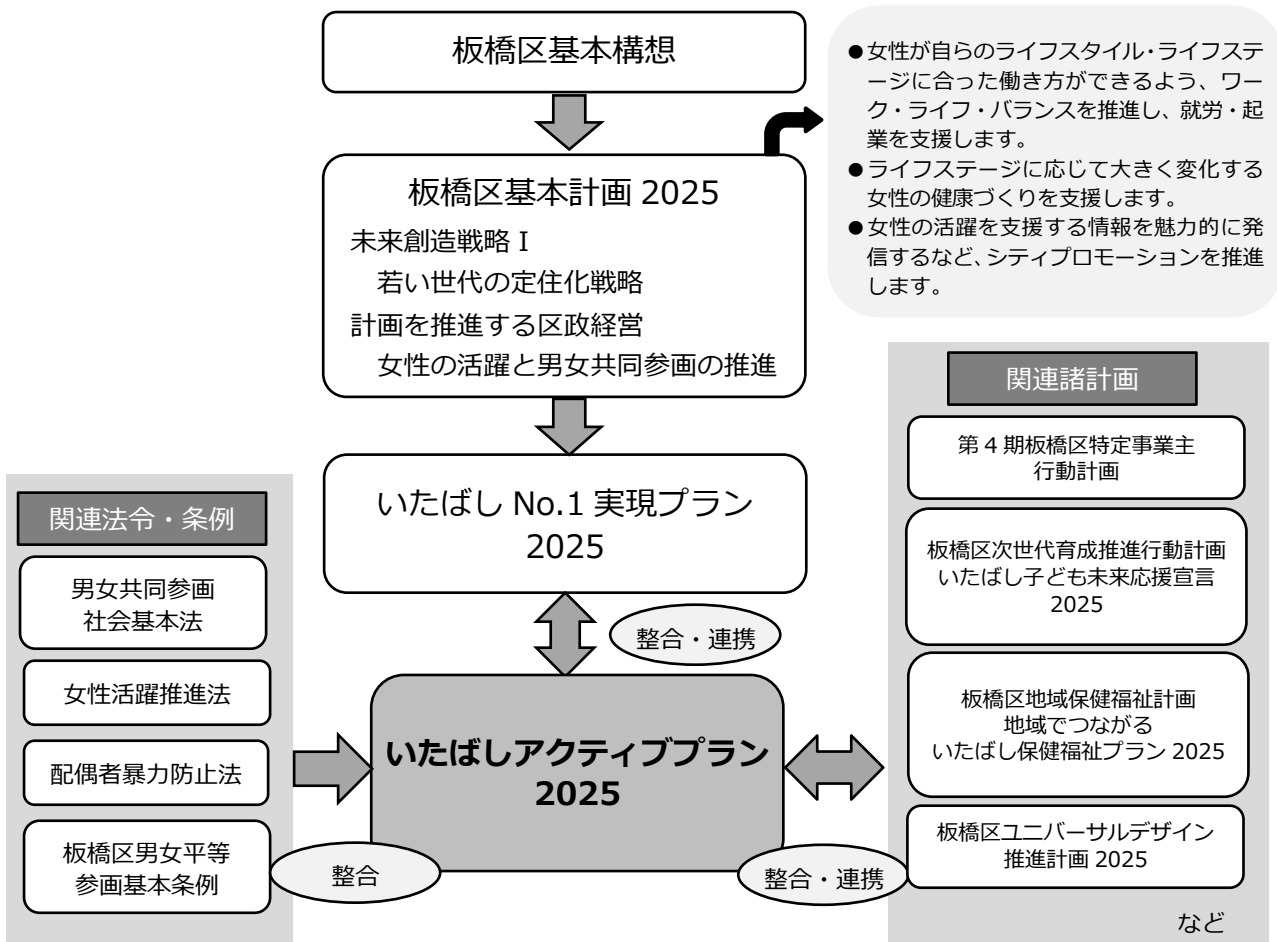 板橋区基本構想
●女性が自らのライフスタイル・ライフステ
ージに合った働き方ができるよう、ワー
ク・ライフ・バランスを推進し、就労・起
業を支援します。
●ライフステージに応じて大きく変化する
女性の健康づくりを支援します。
●女性の活躍を支援する情報を魅力的に発
信するなど、シティプロモーションを推進
します。
板橋区基本計画 2025
未来創造戦略Ⅰ
若い世代の定住化戦略
計画を推進する区政経営
女性の活躍と男女共同参画の推進
いたばし No.1 実現プラン
2025
整合・連携
関連法令・条例
男女共同参画
社会基本法
女性活躍推進法
配偶者暴力防止法
板橋区男女平等
参画基本条例
整合
いたばしアクティブプラン
2025
整合・連携
関連諸計画
第 4 期板橋区特定事業主
行動計画
板橋区次世代育成推進行動計画
いたばし子ども未来応援宣言
2025
板橋区地域保健福祉計画
地域でつながる
いたばし保健福祉プラン 2025
板橋区ユニバーサルデザイン
推進計画 2025
など